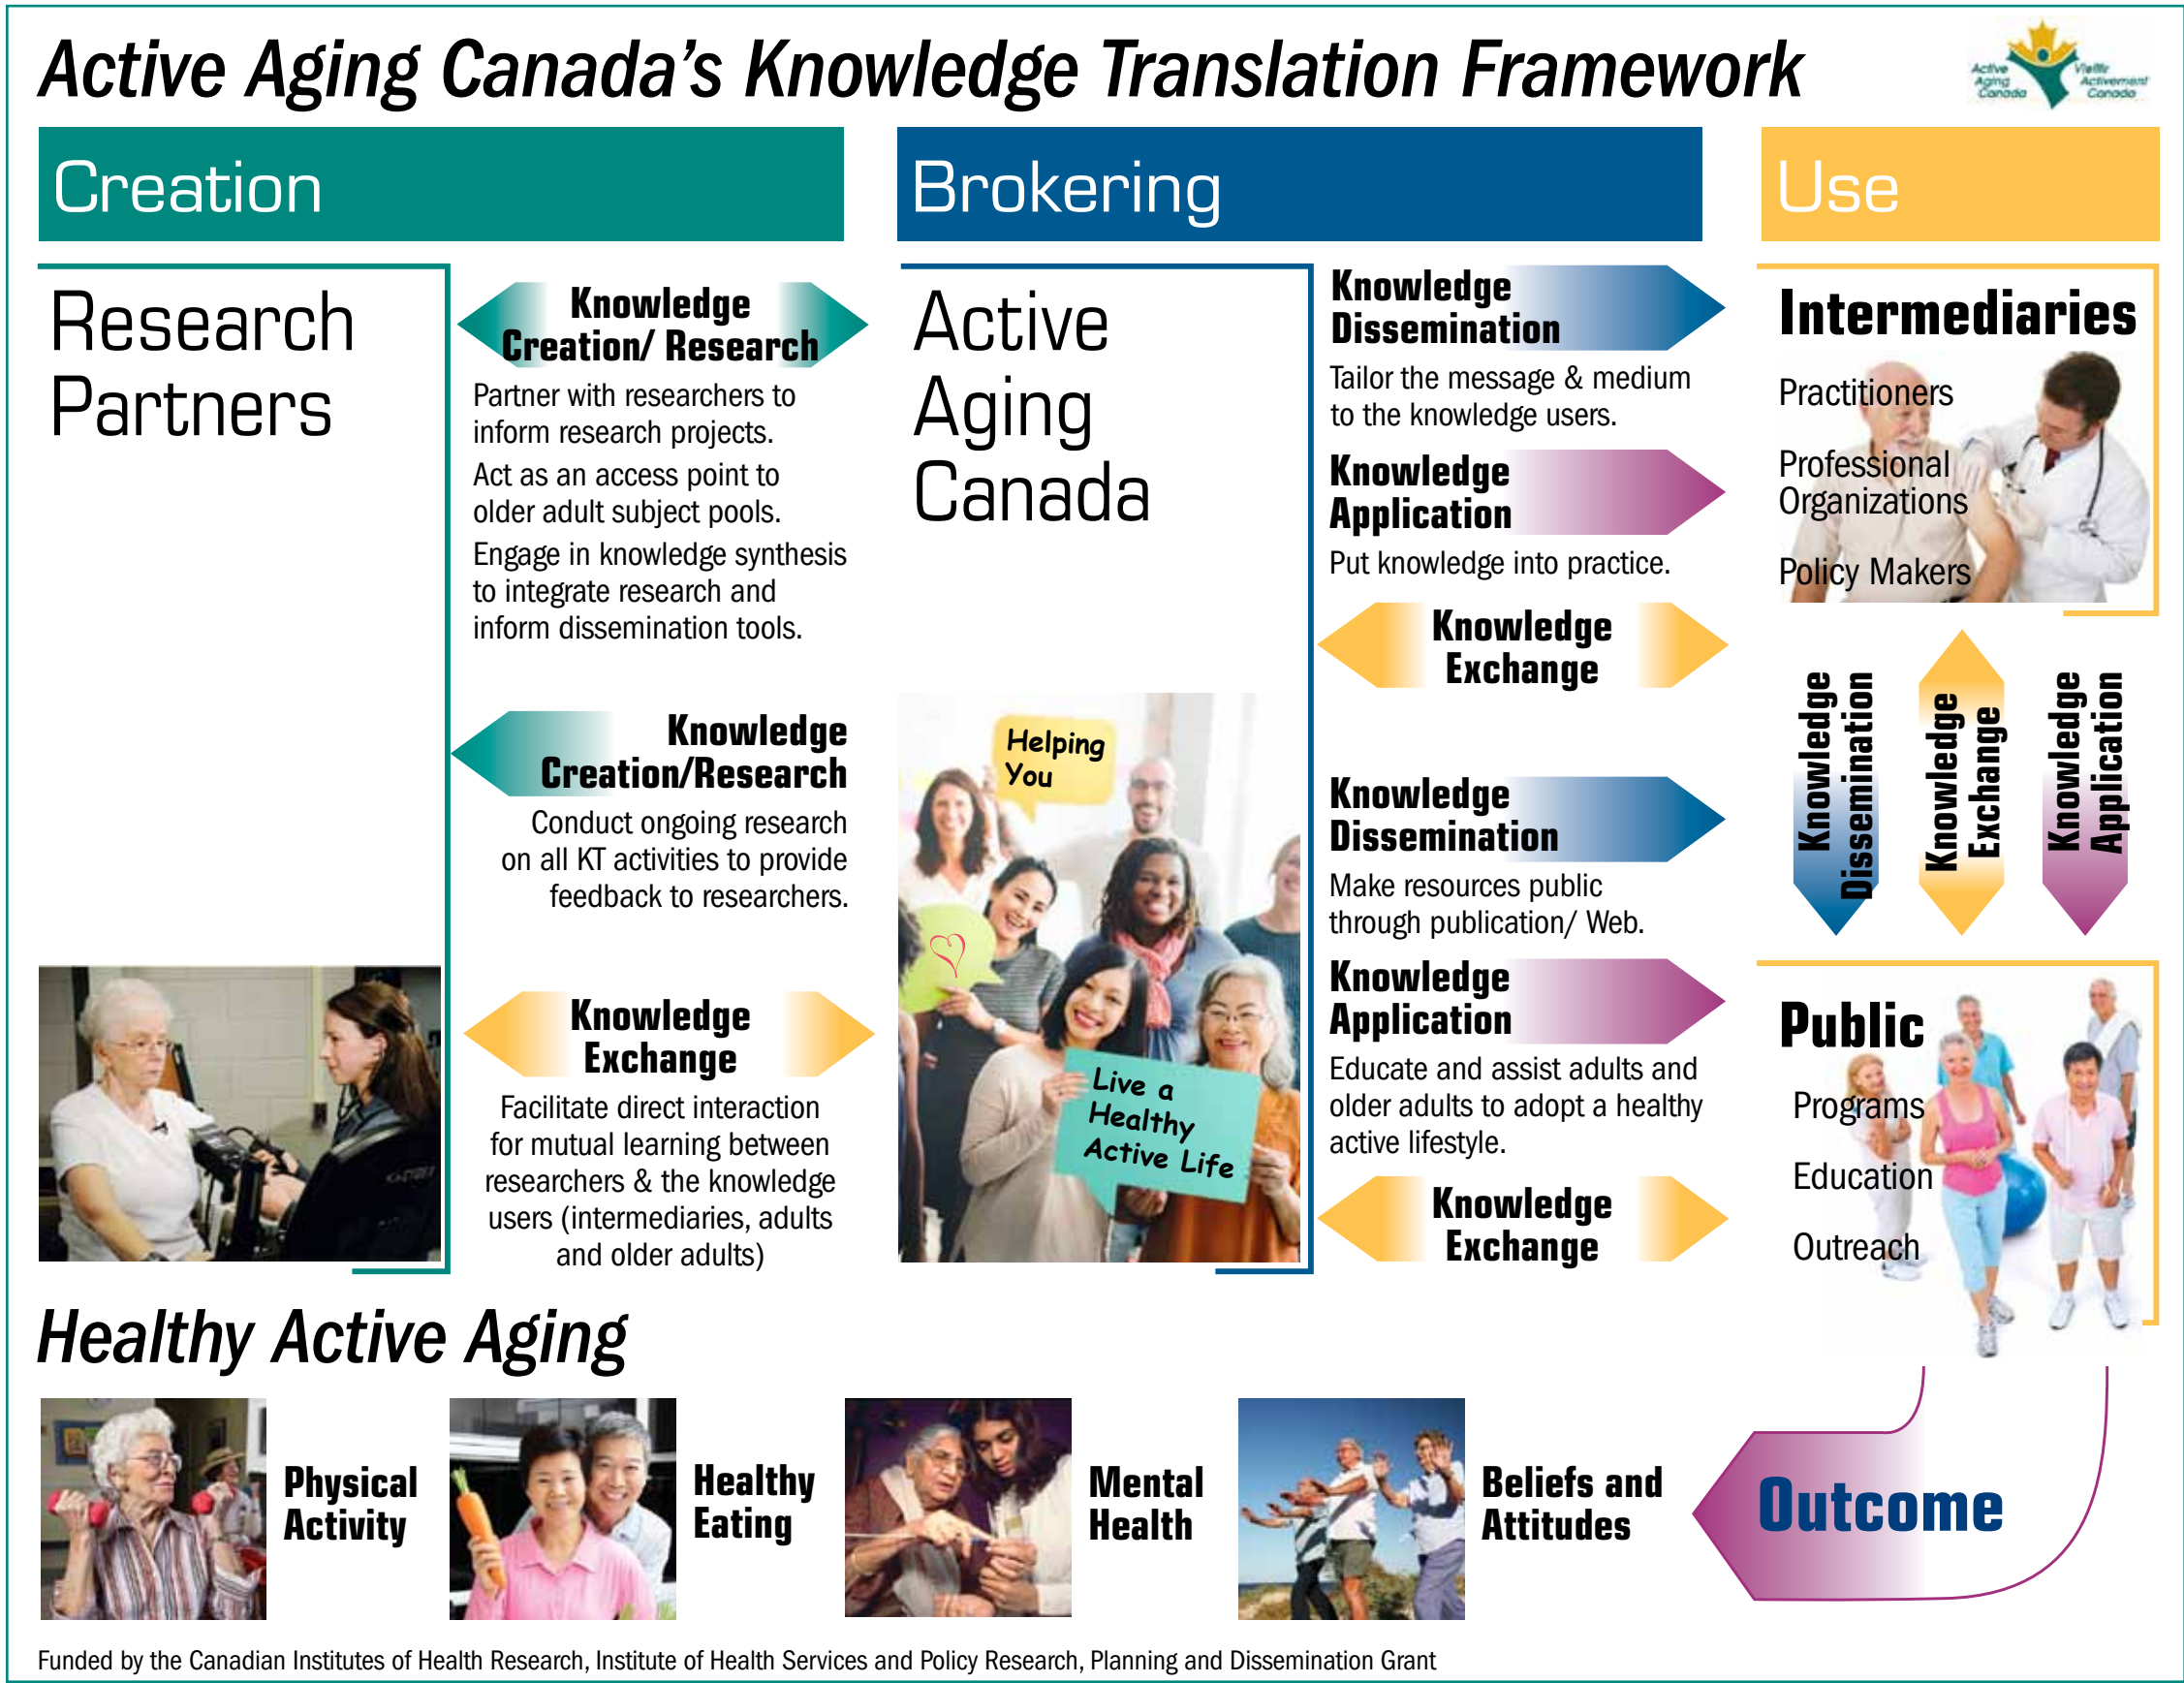 Active Aging Canada's Knowledge Translation Framework
Active
Aging
Canada
Vieillir
Activement
Canada
Creation
Brokering
Use
Research
Partners
Knowledge
Creation/ Research
Partner with researchers to
inform research projects.
Act as an access point to
older adult subject pools.
Engage in knowledge synthesis
to integrate research and
inform dissemination tools.
Knowledge
Creation/Research
Conduct ongoing research
on all KT activities to provide
feedback to researchers.
Knowledge
Exchange
Facilitate direct interaction
for mutual learning between
researchers & the knowledge
users (intermediaries, adults
and older adults)
Active
Aging
Canada
Helping
You
Live a
Healthy
Active Life
Knowledge
Dissemination
Tailor the message & medium
to the knowledge users.
Knowledge
Application
Put knowledge into practice.
Knowledge
Exchange
Knowledge
Dissemination
Make resources public
through publication/ Web.
Knowledge
Application
Educate and assist adults and
older adults to adopt a healthy
active lifestyle.
Knowledge
Exchange
Intermediaries
Practitioners
Professional
Organizations
Policy Makers
Knowledge
Dissemination
Knowledge
Exchange
Knowledge
Application
Public
Programs
Education
Outreach
Healthy Active Aging
Physical
Activity
Healthy
Eating
Mental
Health
Beliefs and
Attitudes
Outcome
Funded by the Canadian Institutes of Health Research, Institute of Health Services and Policy Research, Planning and Dissemination Grant